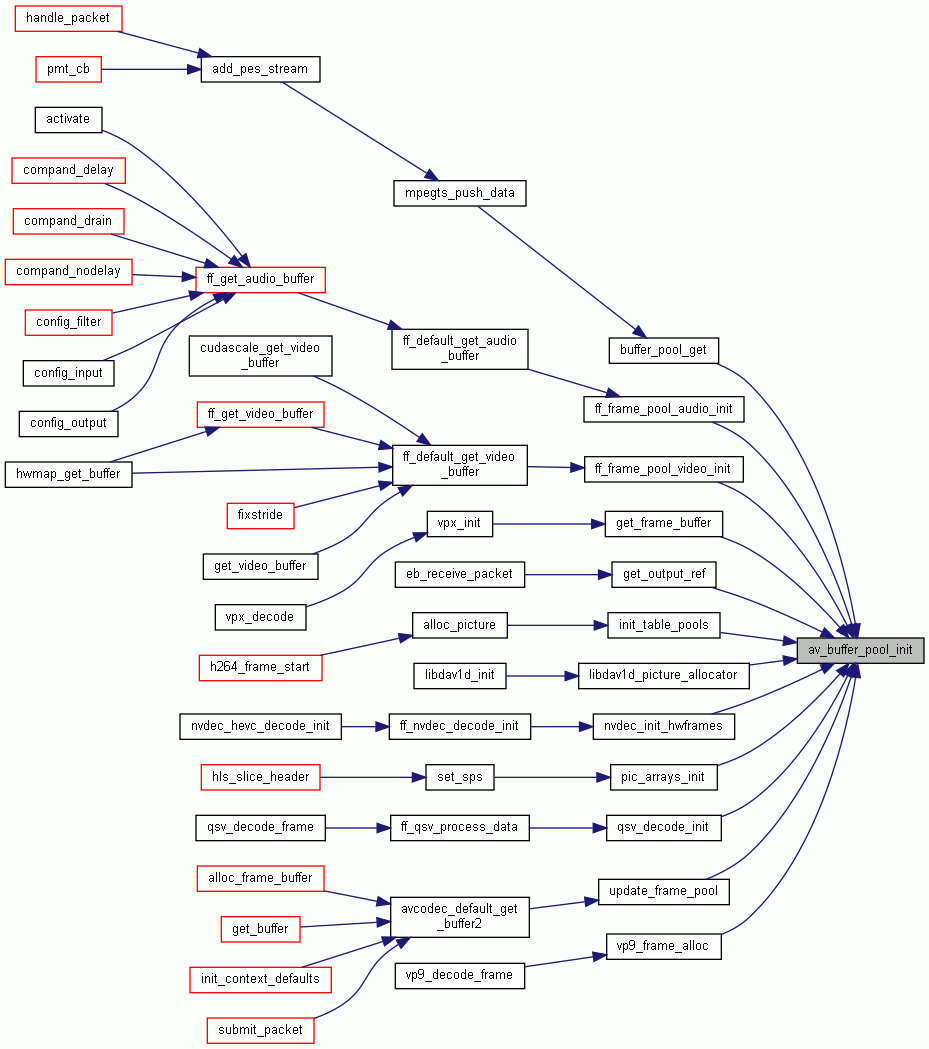 handle_packet
pmt_cb
add_pes_stream
activate
compand_delay
compand_drain
compand_nodelay
config_filter
config_input
config_output
hwmap_get_buffer
ff_get_audio_buffer
cudascale_get_video
_buffer
ff_get_video_buffer
fixstride
get_video_buffer
vpx_decode
h264_frame_start
nvdec_hevc_decode_init
hls_slice_header
qsv_decode_frame
alloc_frame_buffer
get_buffer
init_context_defaults
submit_packet
mpegts_push_data
ff_default_get_audio
_buffer
ff_default_get_video
_buffer
vpx_init
eb_receive_packet
alloc_picture
libdav1d_init
ff_nvdec_decode_init
set_sps
ff_qsv_process_data
avcodec_default_get
_buffer2
vp9_decode_frame
buffer_pool_get
ff_frame_pool_audio_init
ff_frame_pool_video_init
get_frame_buffer
get_output_ref
init_table_pools
libdav1d_picture_allocator
nvdec_init_hwframes
pic_arrays_init
qsv_decode_init
update_frame_pool
vp9_frame_alloc
av_buffer_pool_init